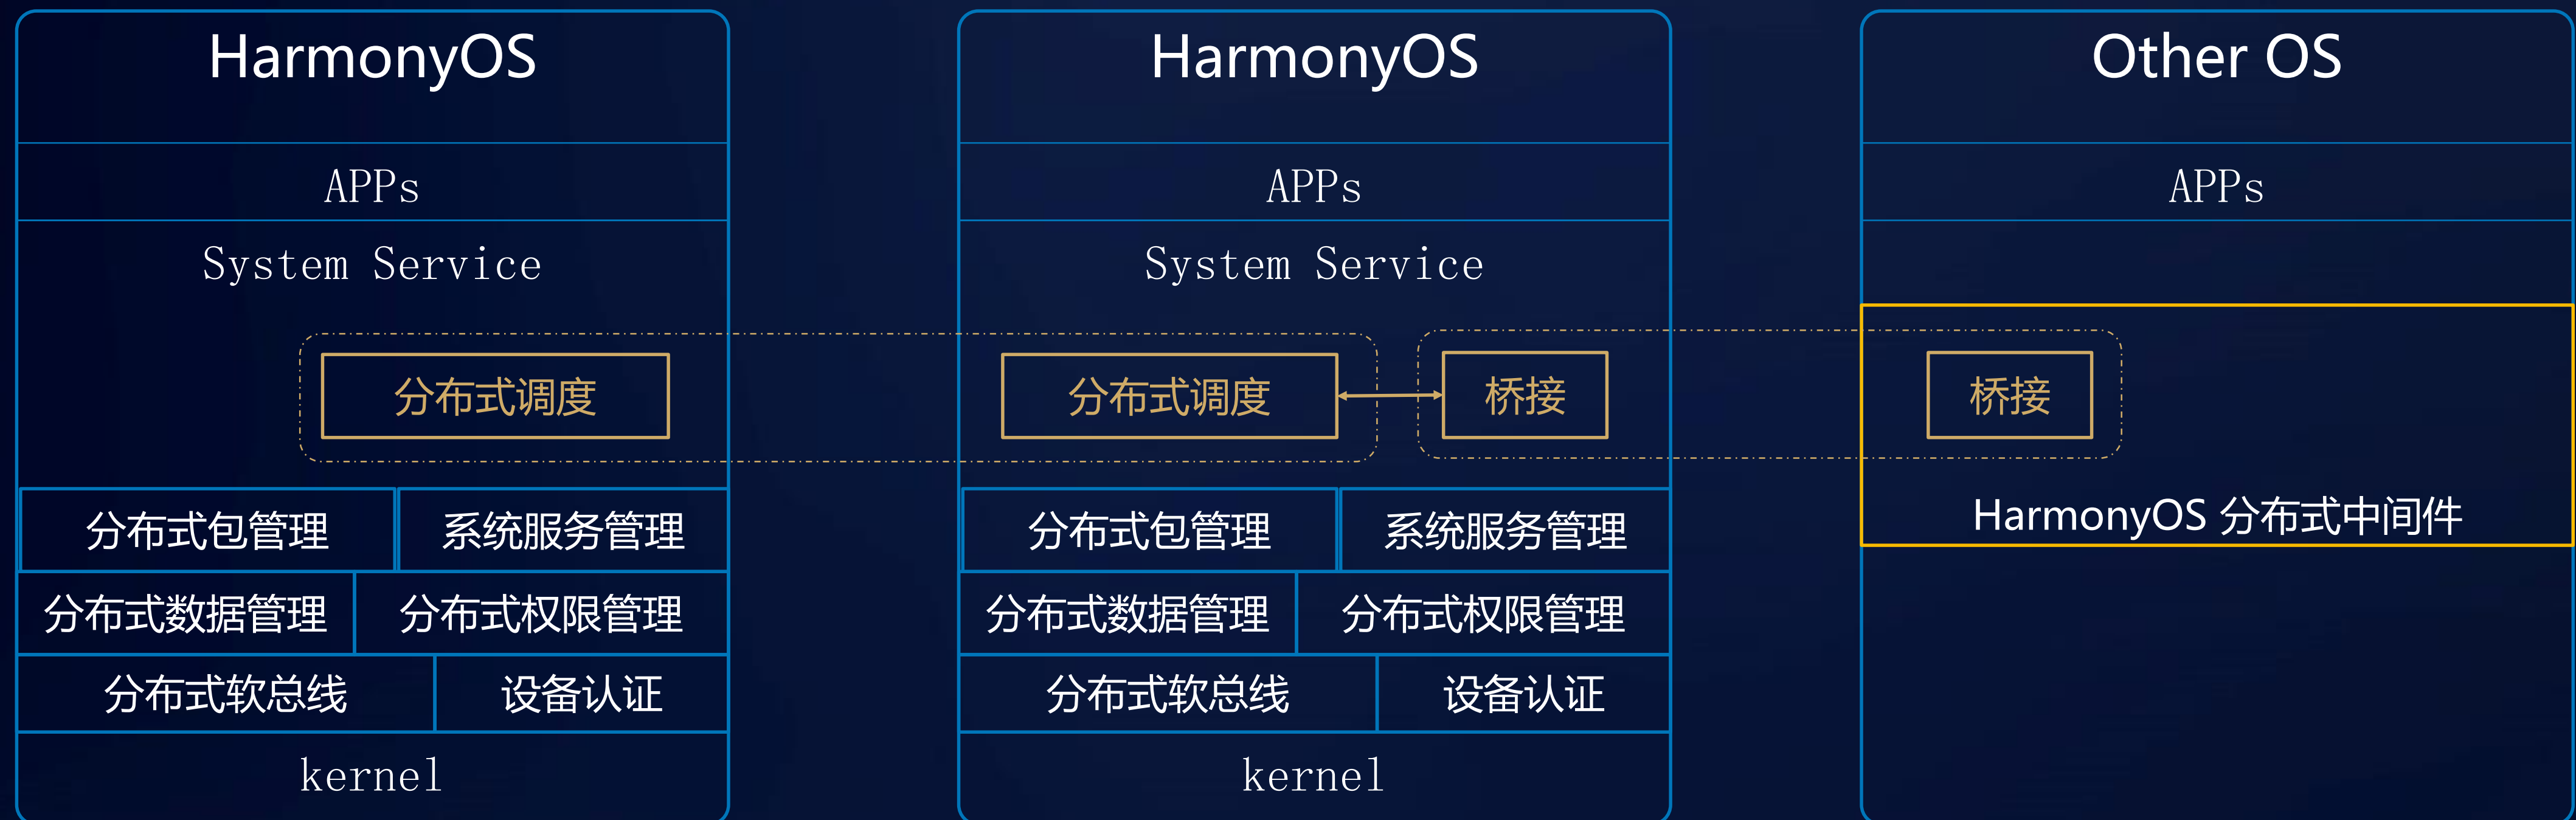 HarmonyOS
APPs
System Service
分布式调度
分布式包管理
系统服务管理
分布式数据管理
分布式权限管理
分布式软总线
设备认证
kernel
HarmonyOS
APPs
System Service
分布式调度
桥接
分布式包管理
系统服务管理
分布式数据管理
分布式权限管理
分布式软总线
设备认证
kernel
Other OS
APPs
桥接
HarmonyOS 分布式中间件